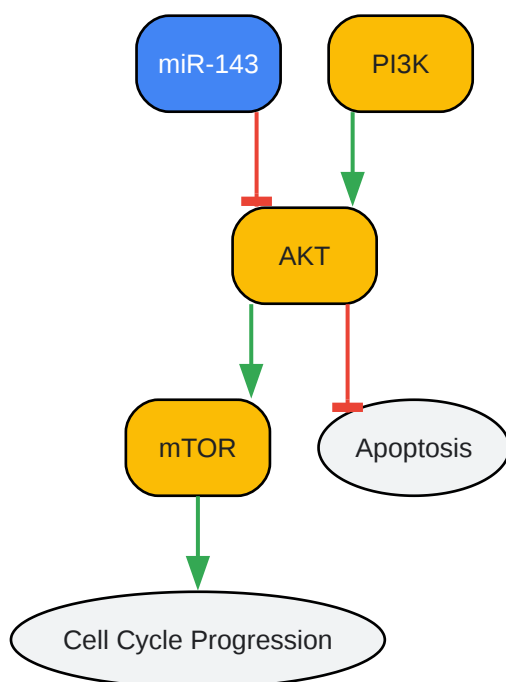 miR-143
PI3K
AKT
mTOR
Apoptosis
Cell Cycle Progression